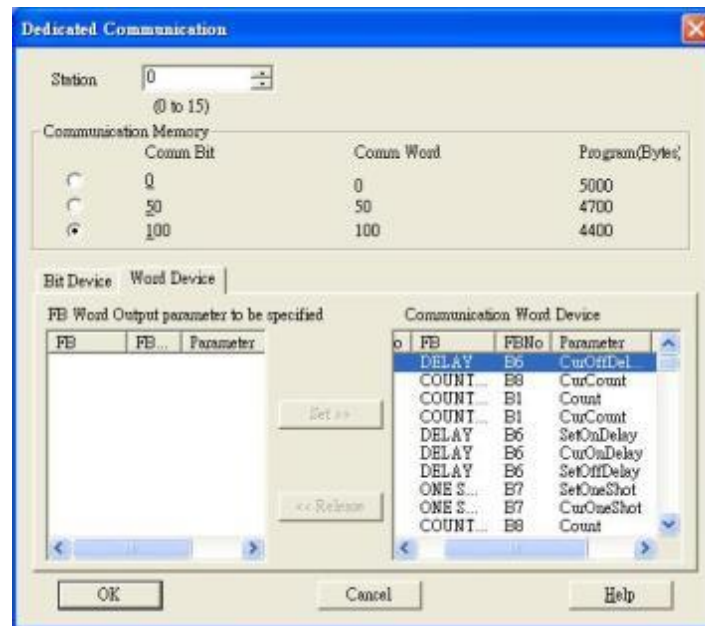 Dedicated Communication
Station 0
(0 to 15)
Communication Memory
Comm Bit Comm Word Program(Bytes)
0 0 5000
50 50 4700
100 100 4400
Bit Device Word Device
FB Word Output parameter to be specified Communication Word Device
FB FB... Parameter o FB FBNo Parameter
DELAY B6 CurOffDel...
COUNT... B8 CurCount
COUNT... B1 Count
COUNT... B1 CurCount
Set >> DELAY B6 SetOnDelay
DELAY B6 CurOnDelay
DELAY B6 SetOffDelay
ONE S... B7 SetOneShot
<< Release ONE S... B7 CurOneShot
COUNT... B8 Count
OK Cancel Help